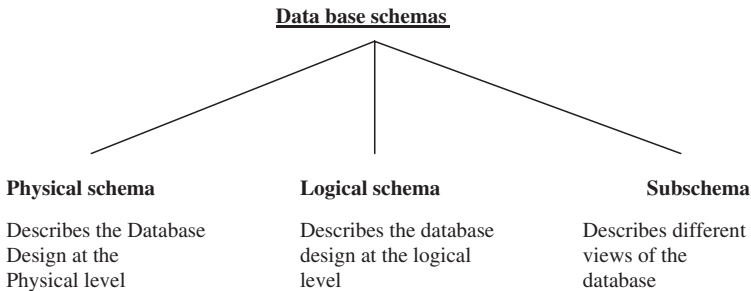 Data base schemas
Physical schema
Describes the Database
Design at the
Physical level
Logical schema
Describes the database
design at the logical
level
Subschema
Describes different
views of the
database